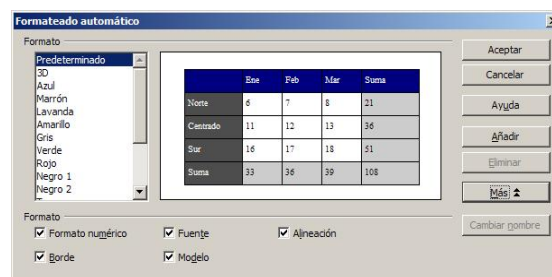 Formateado automático
Formato
Predeterminado
3D
Azul
Marrón
Lavanda
Amarillo
Gris
Verde
Rojo
Negro 1
Negro 2
Ene Feb Mar Suma
Norte 6 7 8 21
Centrado 11 12 13 36
Sur 16 17 18 51
Suma 33 36 39 108
Aceptar
Cancelar
Ayuda
Añadir
Eliminar
Más
Cambiar nombre
Formato
Formato numérico Fuente Alineación
Borde Modelo